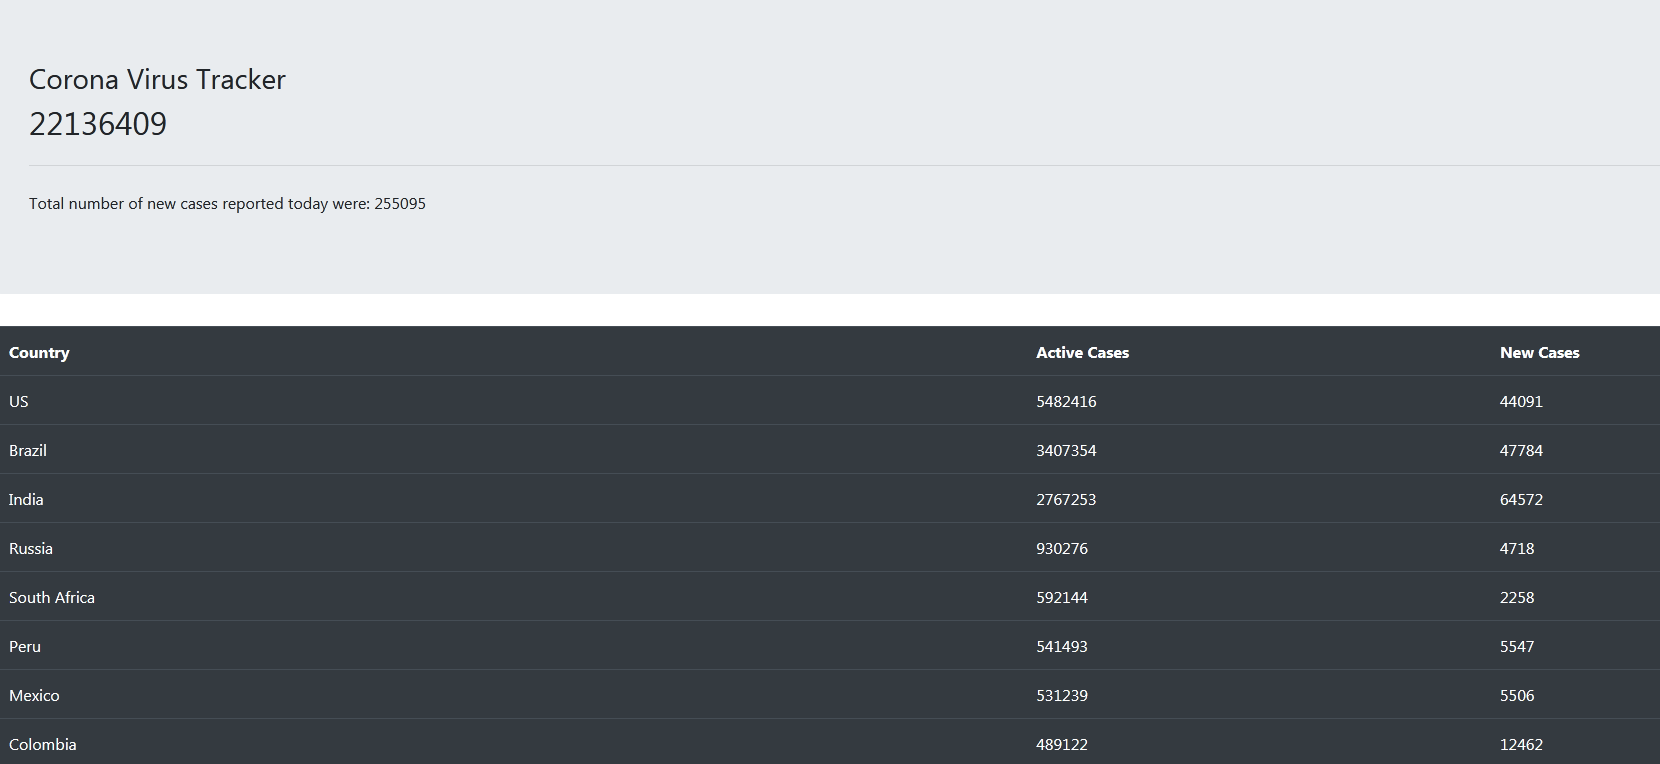 Corona Virus Tracker
22136409
Total number of new cases reported today were: 255095
Country Active Cases New Cases
US 5482416 44091
Brazil 3407354 47784
India 2767253 64572
Russia 930276 4718
South Africa 592144 2258
Peru 541493 5547
Mexico 531239 5506
Colombia 489122 12462